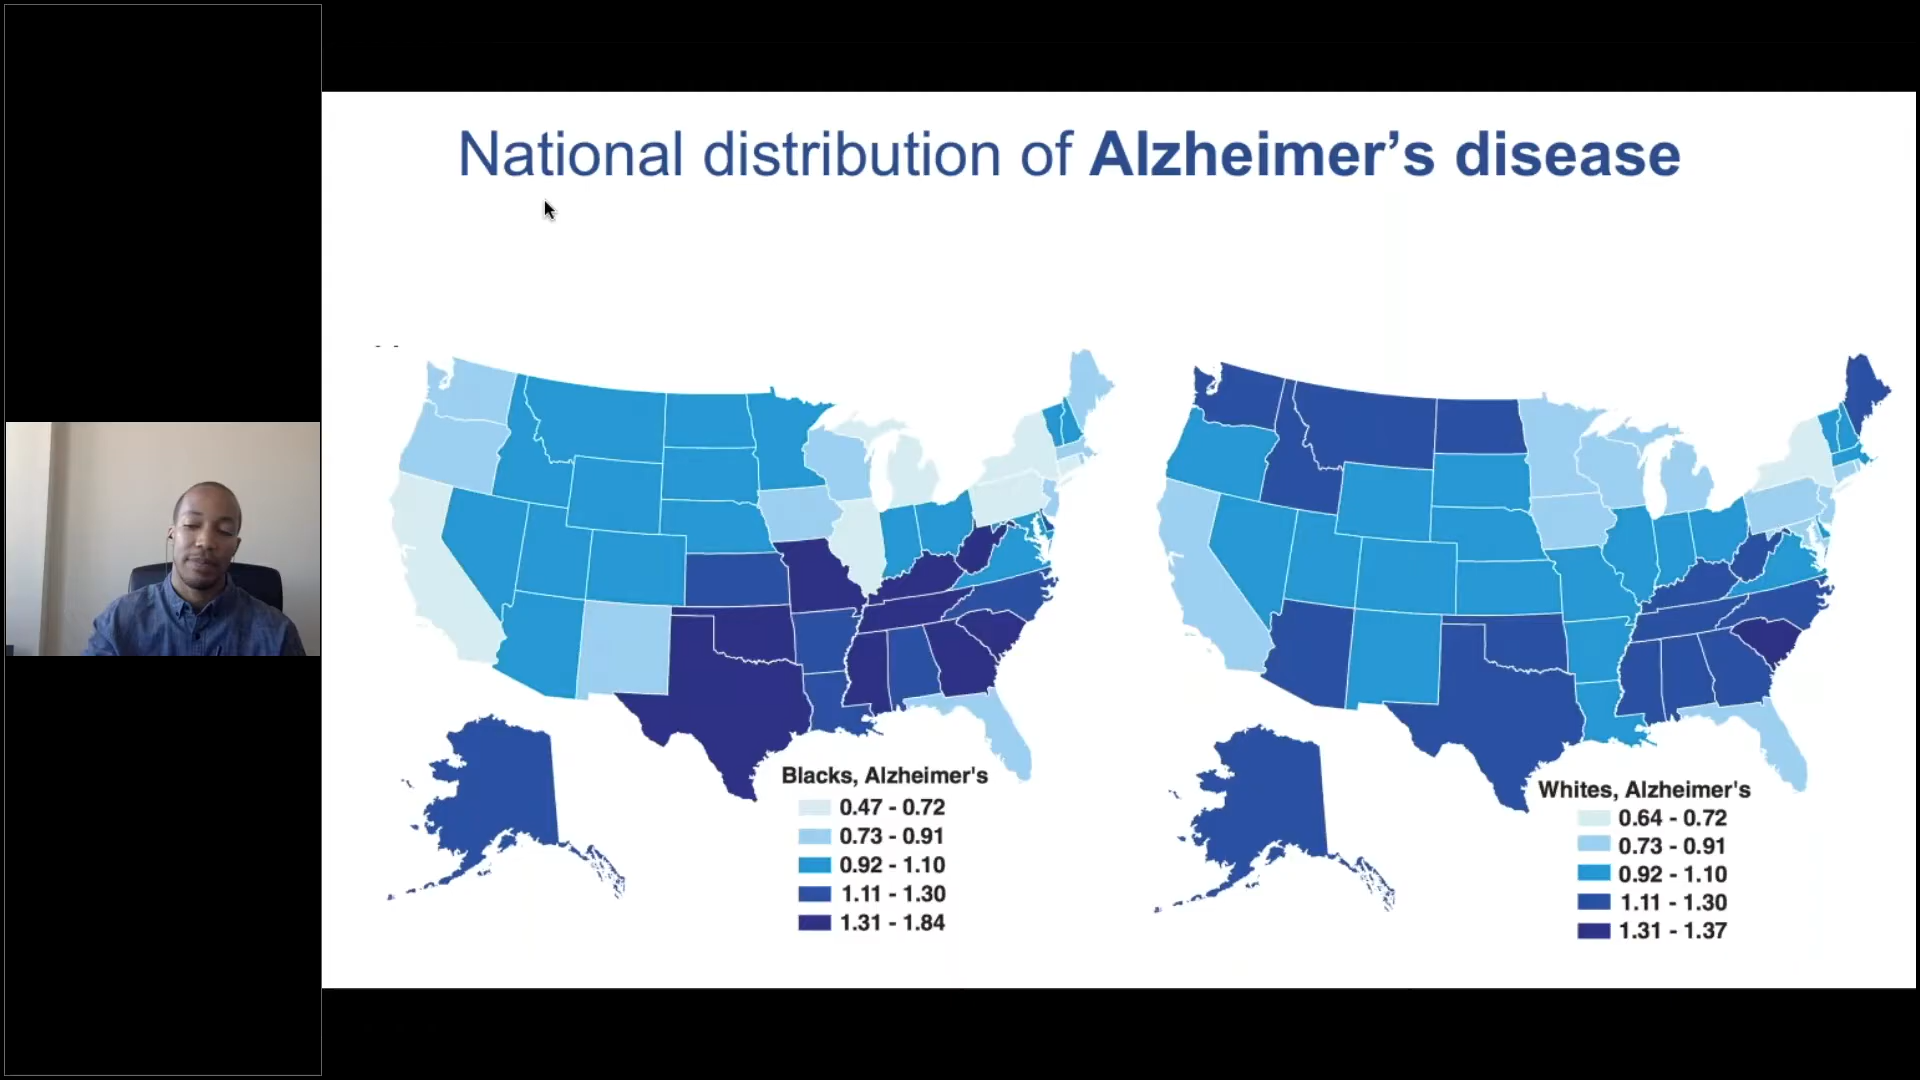 National distribution of Alzheimer's disease
Blacks, Alzheimer's
0.47 - 0.72
0.73 - 0.91
0.92 - 1.10
1.11 - 1.30
1.31 - 1.84
Whites, Alzheimer's
0.64 - 0.72
0.73 - 0.91
0.92 - 1.10
1.11 - 1.30
1.31 - 1.37